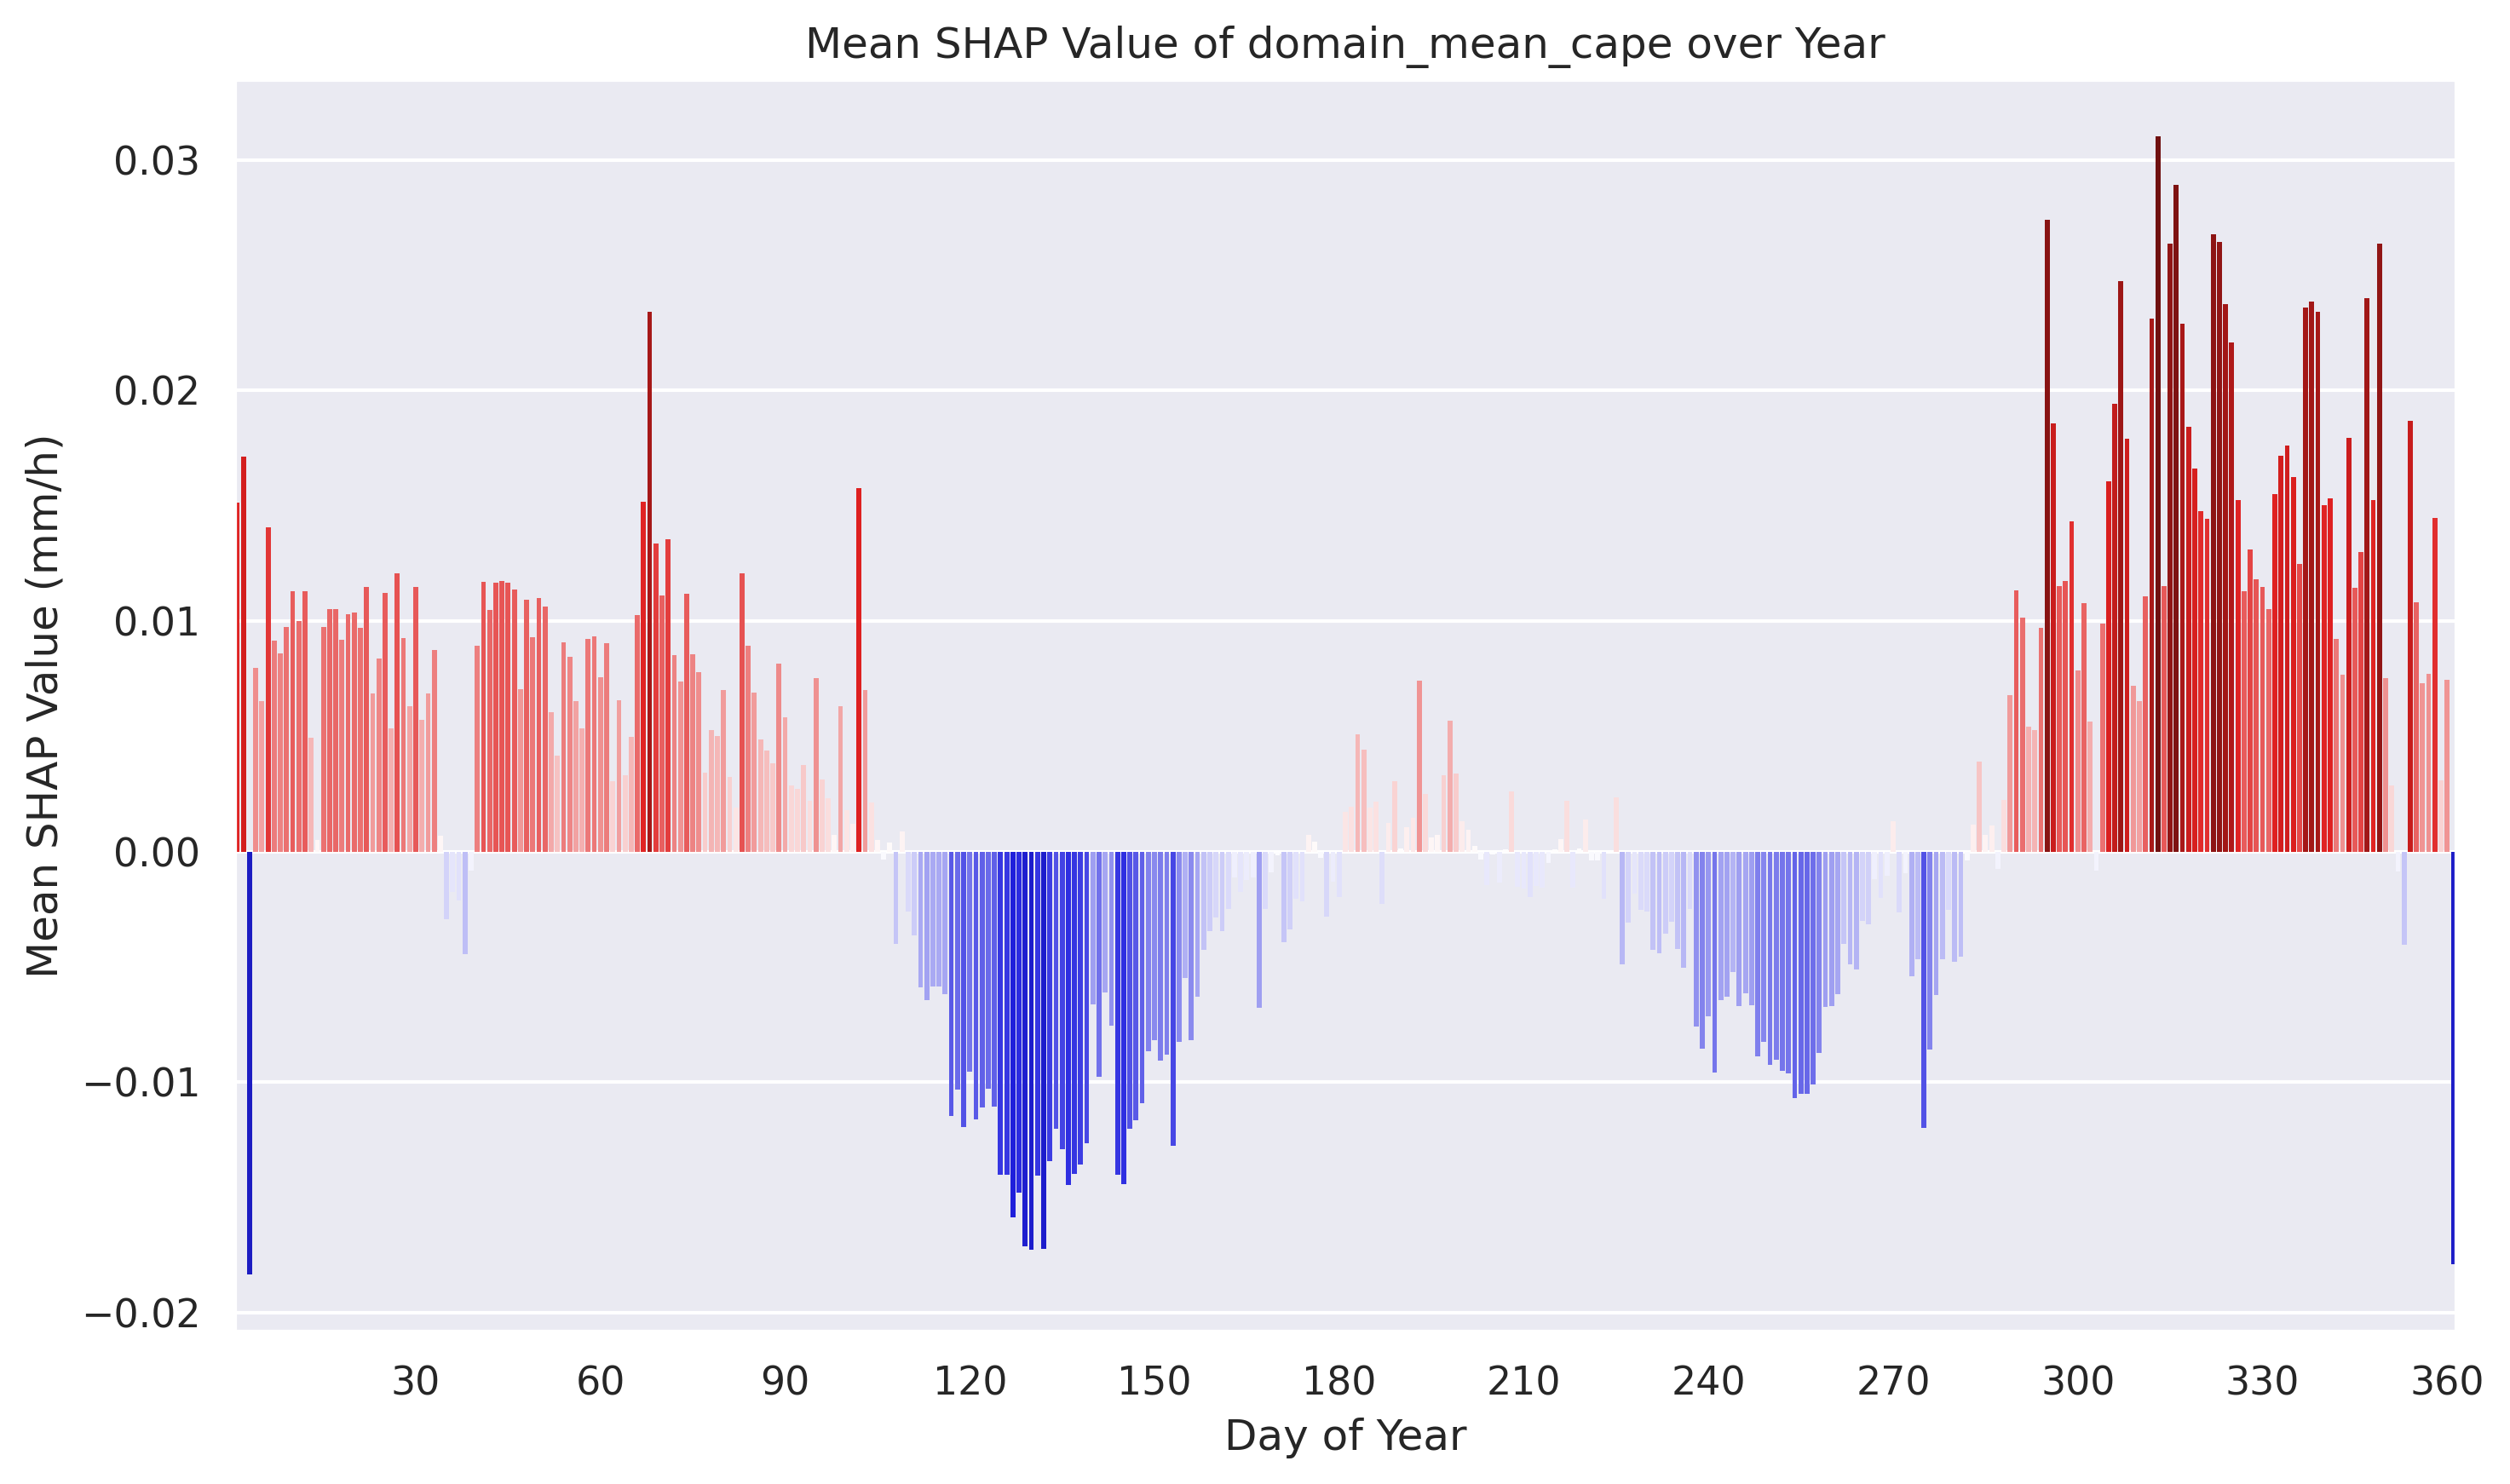 Mean SHAP Value of domain_mean_cape over Year
Mean SHAP Value (mm/h)
0.03
0.02
0.01
0.00
−0.01
−0.02
30 60 90 120 150 180 210 240 270 300 330 360
Day of Year